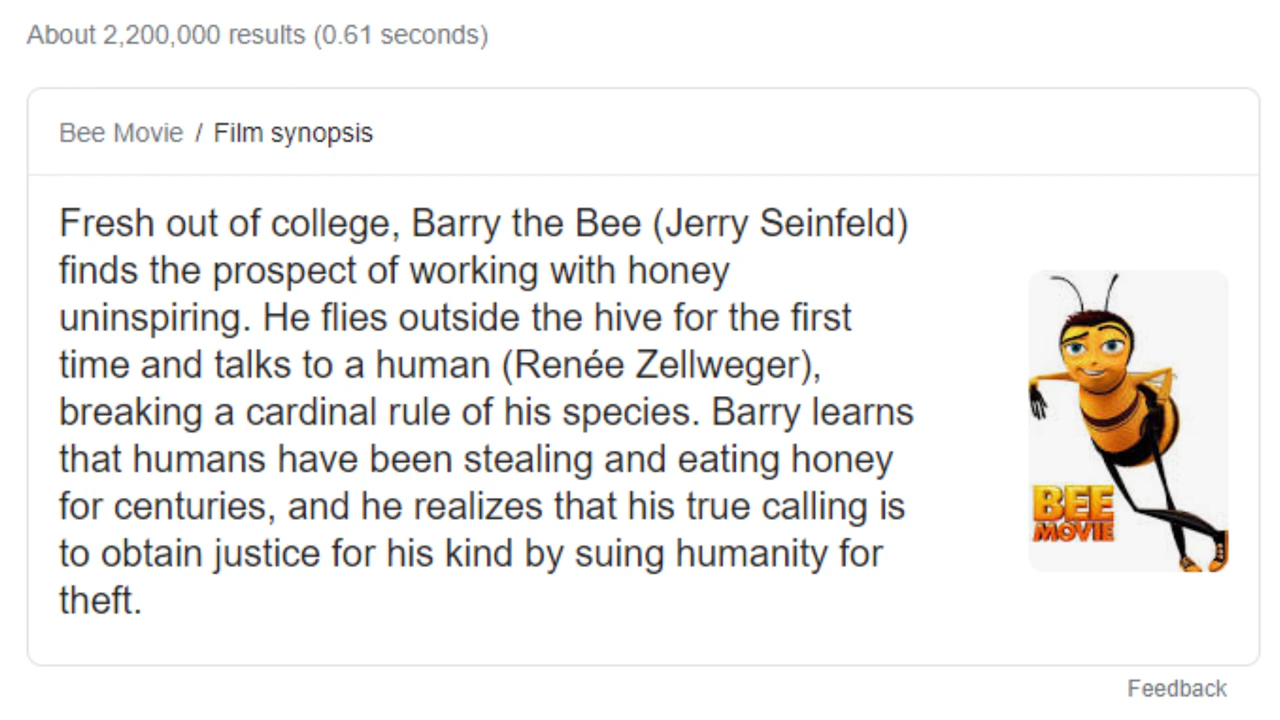 About 2,200,000 results (0.61 seconds)
Bee Movie / Film synopsis
Fresh out of college, Barry the Bee (Jerry Seinfeld)
finds the prospect of working with honey
uninspiring. He flies outside the hive for the first
time and talks to a human (Renée Zellweger),
breaking a cardinal rule of his species. Barry learns
that humans have been stealing and eating honey
for centuries, and he realizes that his true calling is
to obtain justice for his kind by suing humanity for
theft.
BEE
MOVIE
Feedback